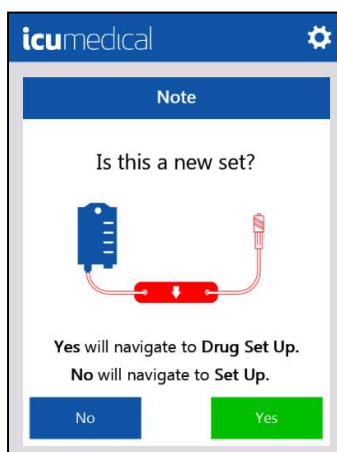 icumedical
Note
Is this a new set?
Yes will navigate to Drug Set Up.
No will navigate to Set Up.
No
Yes